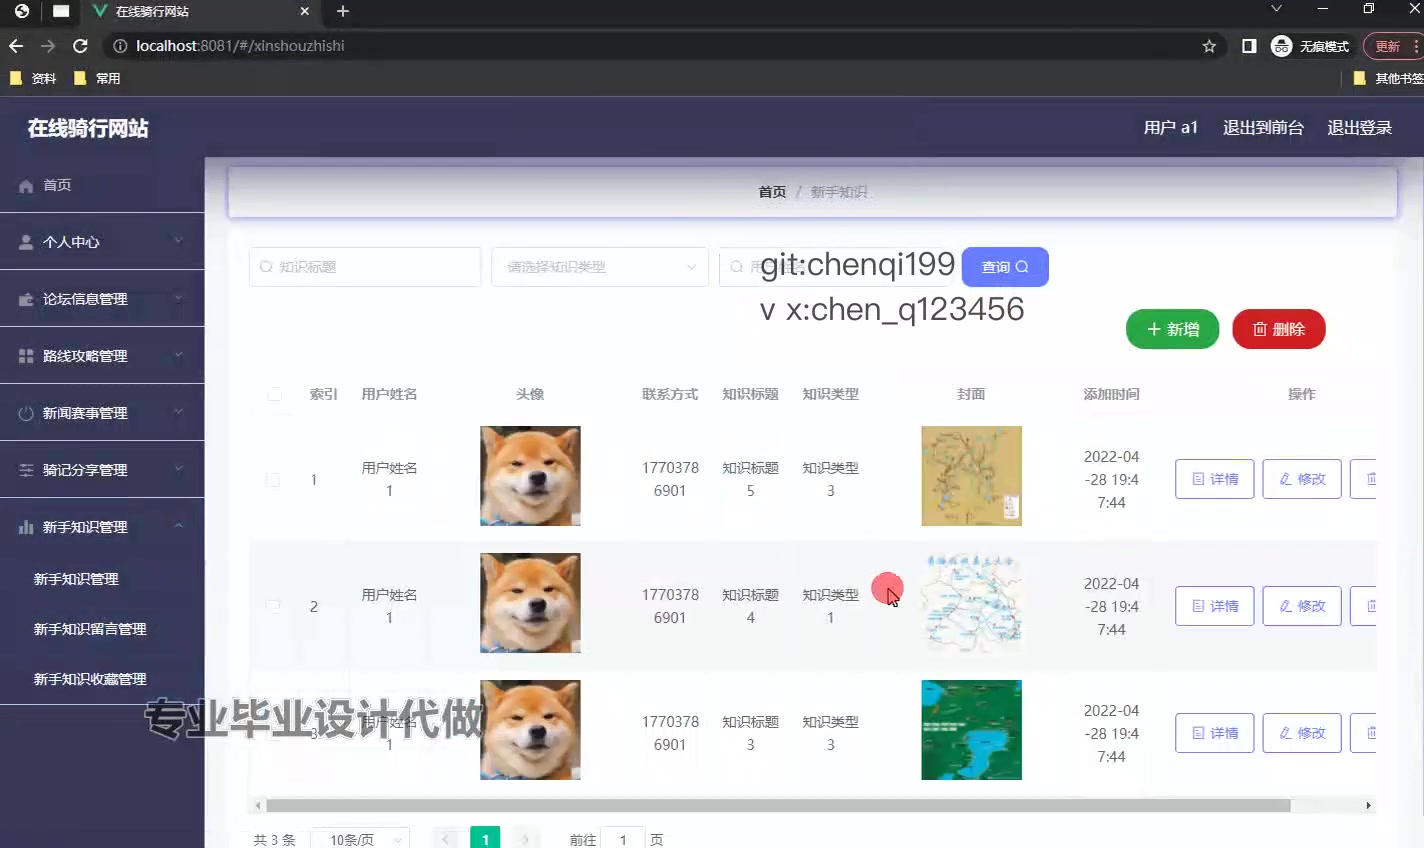 在线骑行网站
localhost:8081/#/xinshouzhishi
无痕模式
更新
资料
常用
其他书签
在线骑行网站
用户 a1
退出到前台
退出登录
首页
个人中心
论坛信息管理
路线攻略管理
新闻赛事管理
骑记分享管理
新手知识管理
新手知识管理
新手知识留言管理
新手知识收藏管理
首页 / 新手知识
知识标题
请选择知识类型
git:chenqi199
查询
v x:chen_q123456
新增
删除
索引 用户姓名 头像 联系方式 知识标题 知识类型 封面 添加时间 操作
1 用户姓名1 17703786901 知识标题5 知识类型3 2022-04-28 19:47:44 详情 修改
2 用户姓名1 17703786901 知识标题4 知识类型1 2022-04-28 19:47:44 详情 修改
3 用户姓名1 17703786901 知识标题3 知识类型3 2022-04-28 19:47:44 详情 修改
专业毕业设计代做
共 3 条
10条/页
1
前往 1 页